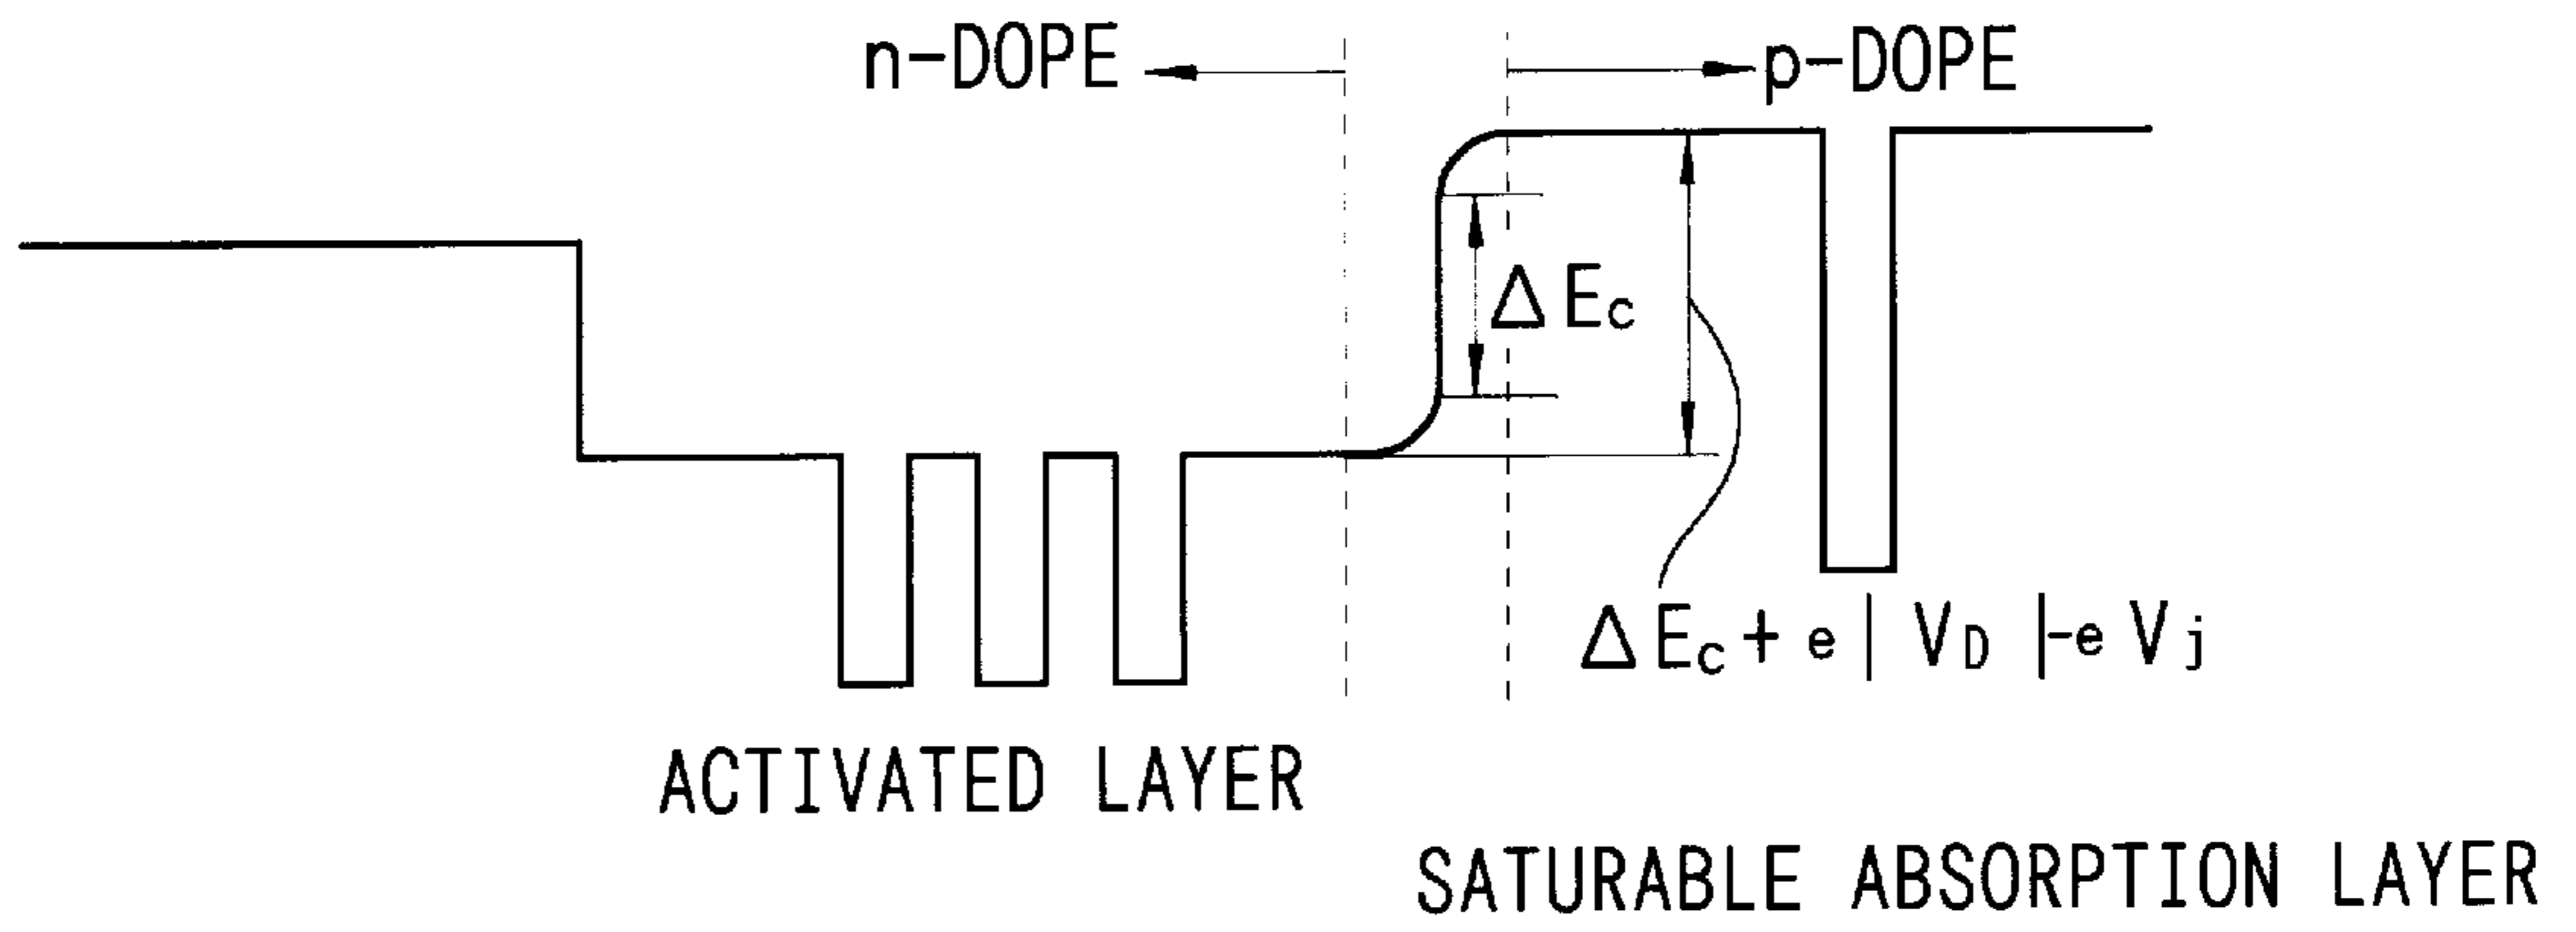 n-DOPE
p-DOPE
ΔEc
ΔEc+e|VD|-eVj
ACTIVATED LAYER
SATURABLE ABSORPTION LAYER